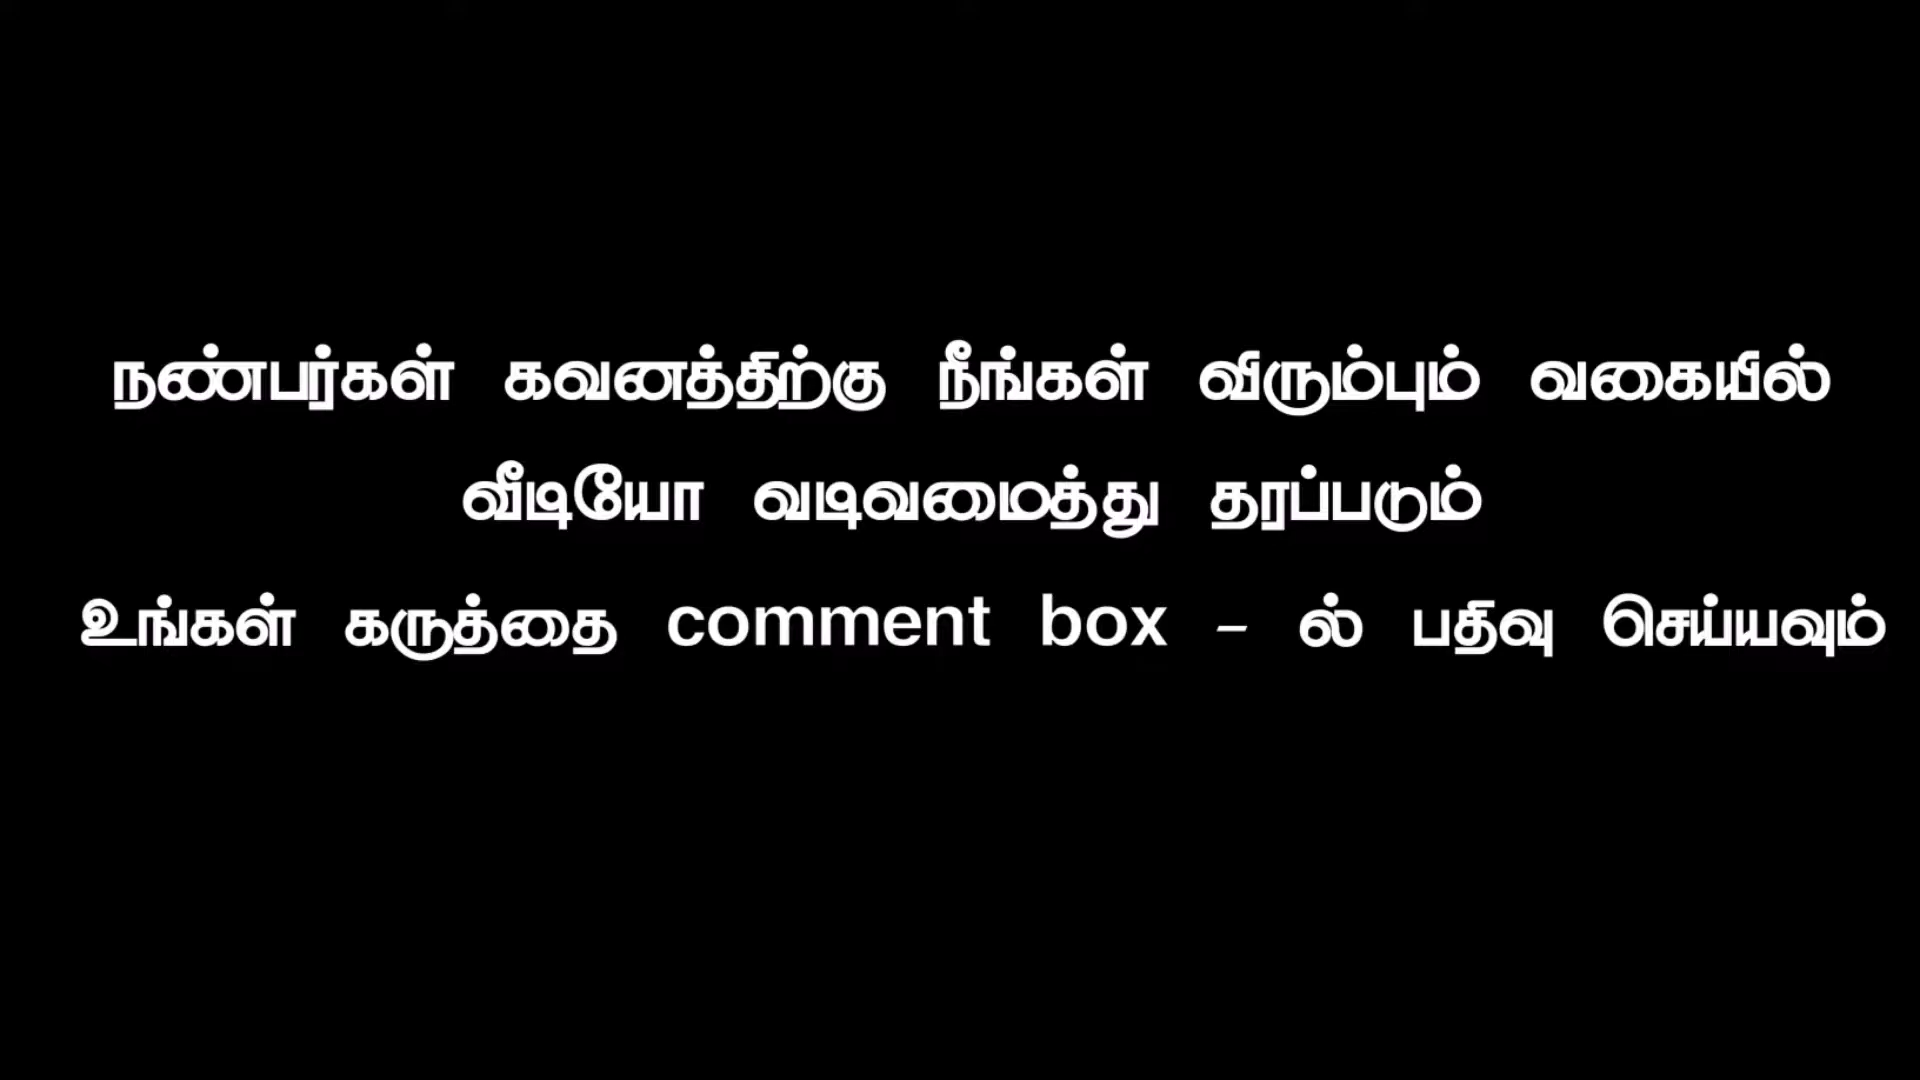 நண்பர்கள் கவனத்திற்கு நீங்கள் விரும்பும் வகையில்
வீடியோ வடிவமைத்து தரப்படும்
உங்கள் கருத்தை comment box - ல் பதிவு செய்யவும்